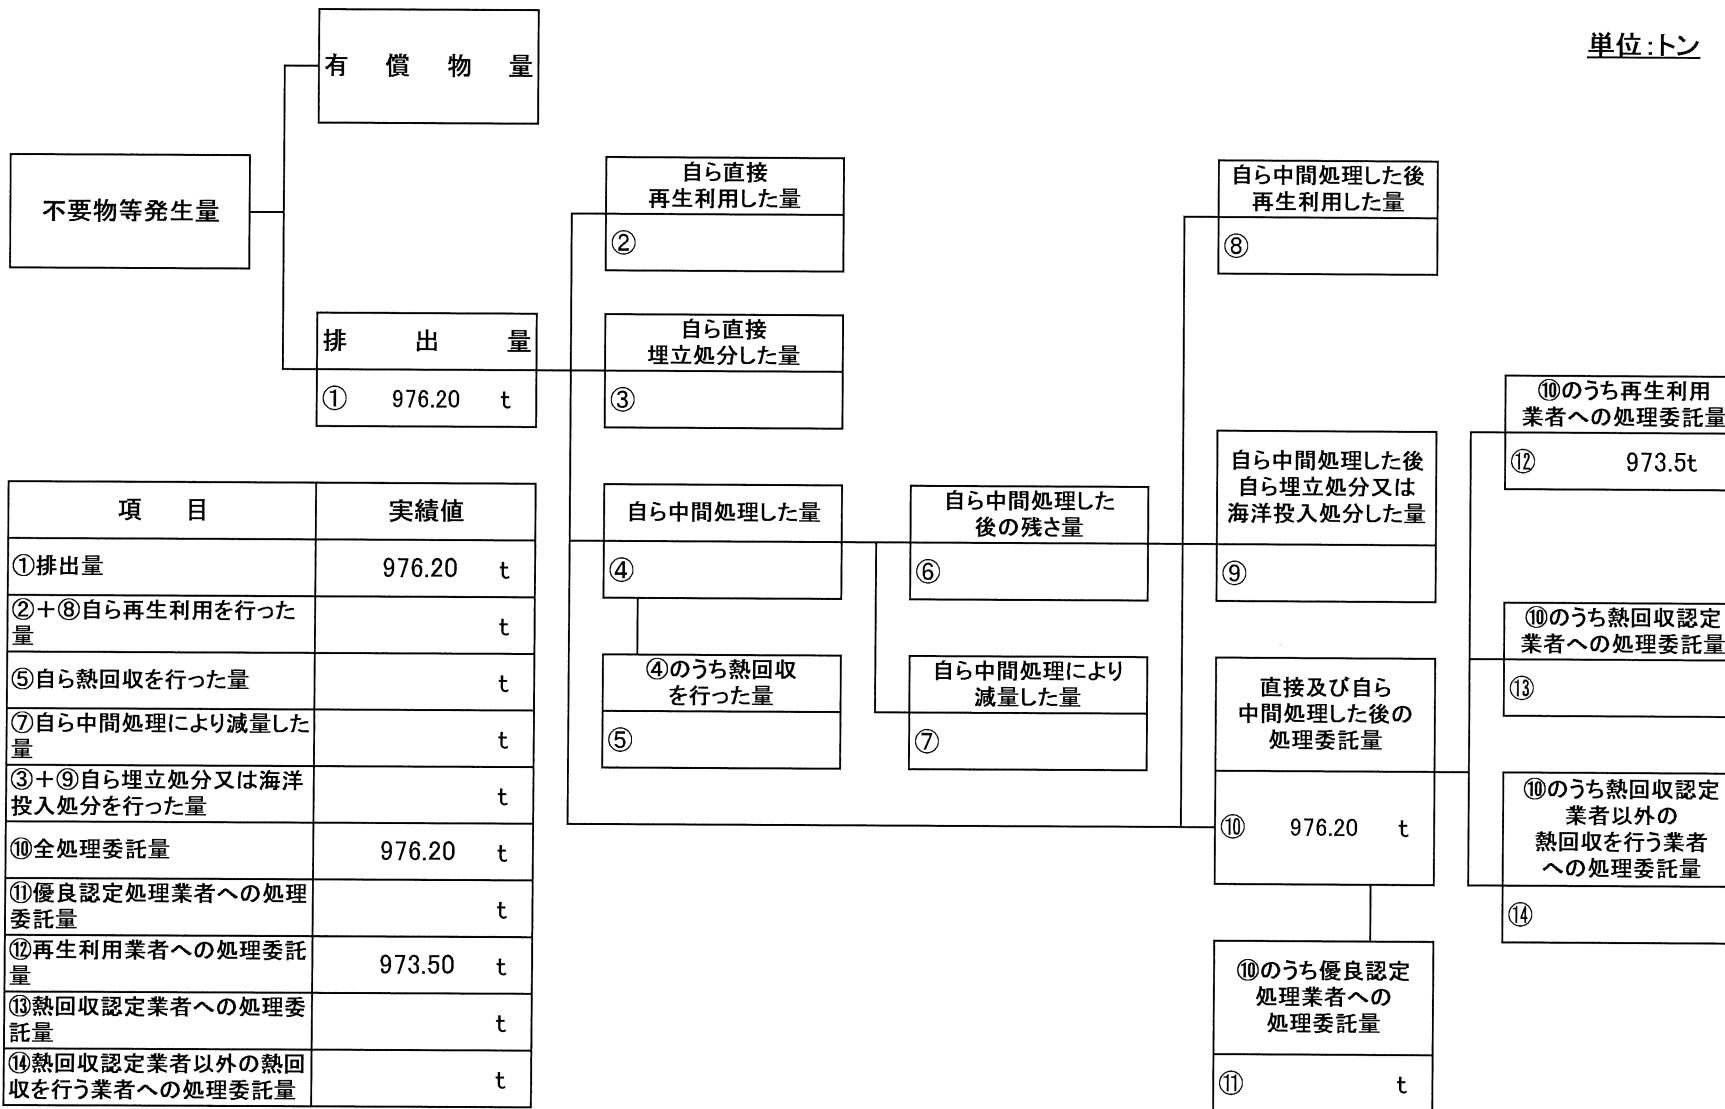 単位:トン
有償物量
不要物等発生量
排出量
① 976.20 t
自ら直接
再生利用した量
②
自ら直接
埋立処分した量
③
自ら中間処理した量
④
④のうち熱回収
を行った量
⑤
自ら中間処理した
後の残さ量
⑥
自ら中間処理により
減量した量
⑦
自ら中間処理した後
再生利用した量
⑧
自ら中間処理した後
自ら埋立処分又は
海洋投入処分した量
⑨
直接及び自ら
中間処理した後の
処理委託量
⑩ 976.20 t
⑩のうち優良認定
処理業者への
処理委託量
⑪ t
⑩のうち再生利用
業者への処理委託量
⑫ 973.5t
⑩のうち熱回収認定
業者への処理委託量
⑬
⑩のうち熱回収認定
業者以外の
熱回収を行う業者
への処理委託量
⑭
項目 実績値
①排出量 976.20 t
②+⑧自ら再生利用を行った
量 t
⑤自ら熱回収を行った量 t
⑦自ら中間処理により減量した
量 t
③+⑨自ら埋立処分又は海洋
投入処分を行った量 t
⑩全処理委託量 976.20 t
⑪優良認定処理業者への処理
委託量 t
⑫再生利用業者への処理委託
量 973.50 t
⑬熱回収認定業者への処理委
託量 t
⑭熱回収認定業者以外の熱回
収を行う業者への処理委託量 t